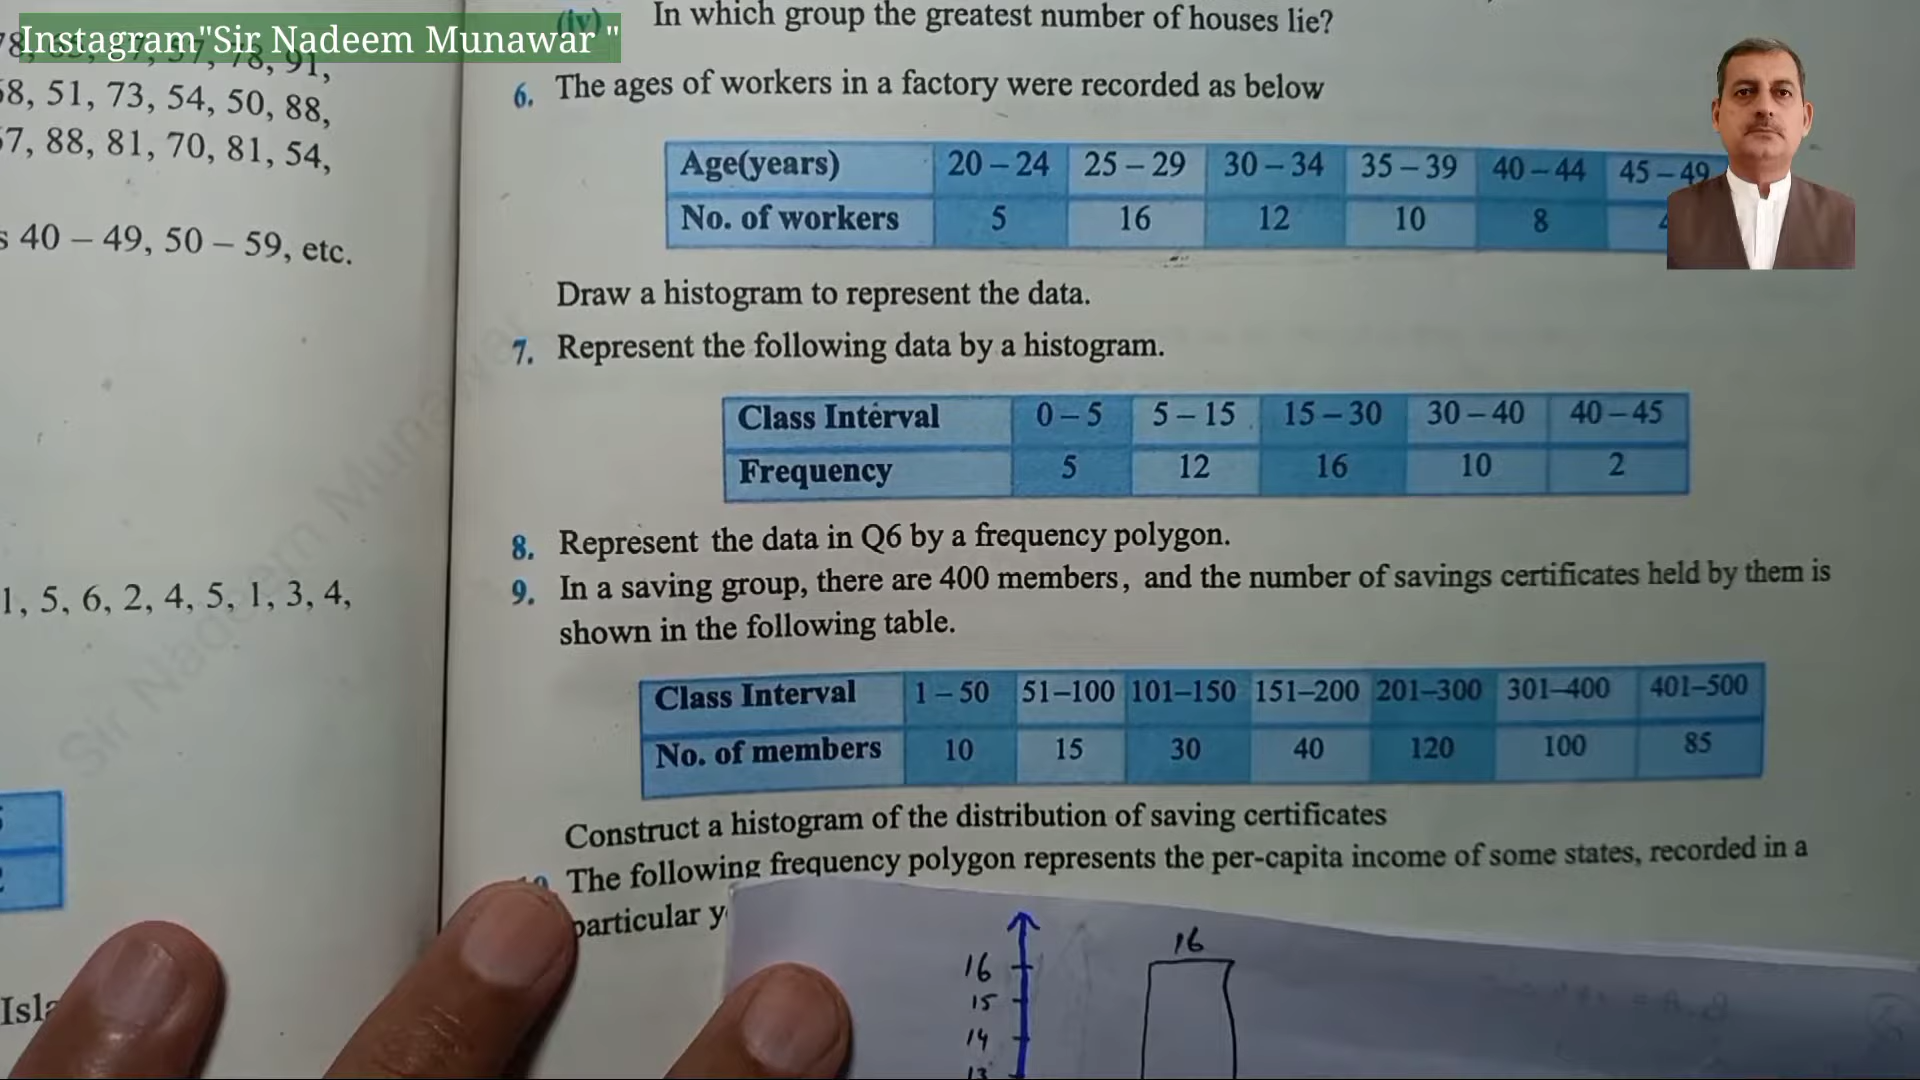 Instagram"Sir Nadeem Munawar "
78, 91,
58, 51, 73, 54, 50, 88,
57, 88, 81, 70, 81, 54,
s 40 – 49, 50 – 59, etc.
1, 5, 6, 2, 4, 5, 1, 3, 4,
(iv) In which group the greatest number of houses lie?
6. The ages of workers in a factory were recorded as below
Age(years) 20 – 24 25 – 29 30 – 34 35 – 39 40 – 44 45 – 49
No. of workers 5 16 12 10 8
Draw a histogram to represent the data.
7. Represent the following data by a histogram.
Class Interval 0 – 5 5 – 15 15 – 30 30 – 40 40 – 45
Frequency 5 12 16 10 2
8. Represent the data in Q6 by a frequency polygon.
9. In a saving group, there are 400 members, and the number of savings certificates held by them is
shown in the following table.
Class Interval 1 – 50 51–100 101–150 151–200 201–300 301–400 401–500
No. of members 10 15 30 40 120 100 85
Construct a histogram of the distribution of saving certificates
The following frequency polygon represents the per-capita income of some states, recorded in a
particular y
16
16
15
14
13
Sir Nadeem Munawar